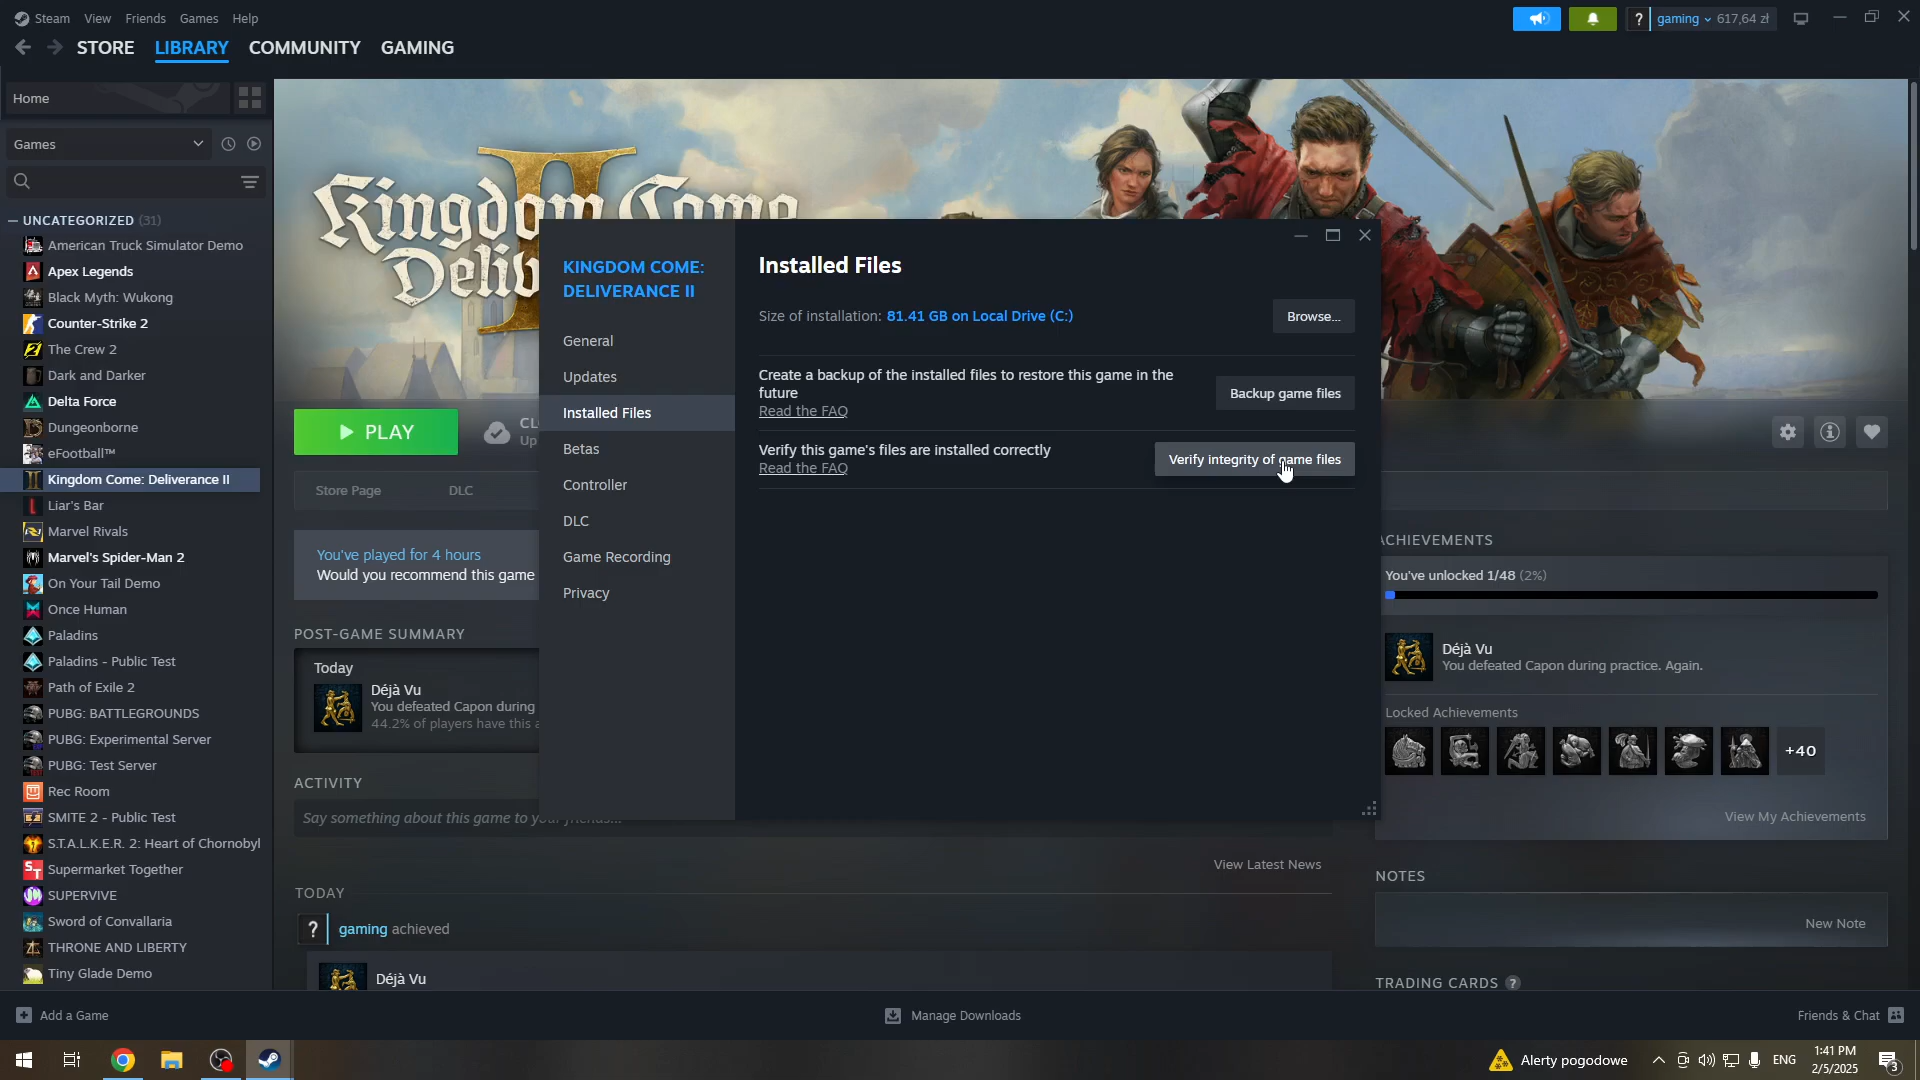 Steam View Friends Games Help
gaming 617,64 zł
STORE LIBRARY COMMUNITY GAMING
Home
Games
UNCATEGORIZED (31)
American Truck Simulator Demo
Apex Legends
Black Myth: Wukong
Counter-Strike 2
The Crew 2
Dark and Darker
Delta Force
Dungeonborne
eFootball™
Kingdom Come: Deliverance II
Liar's Bar
Marvel Rivals
Marvel's Spider-Man 2
On Your Tail Demo
Once Human
Paladins
Paladins - Public Test
Path of Exile 2
PUBG: BATTLEGROUNDS
PUBG: Experimental Server
PUBG: Test Server
Rec Room
SMITE 2 - Public Test
S.T.A.L.K.E.R. 2: Heart of Chornobyl
Supermarket Together
SUPERVIVE
Sword of Convallaria
THRONE AND LIBERTY
Tiny Glade Demo
Kingdom Come
Deliv
II
PLAY
CL
Up
Store Page DLC
You've played for 4 hours
Would you recommend this game
POST-GAME SUMMARY
Today
Déjà Vu
You defeated Capon during
44.2% of players have this a
ACTIVITY
Say something about this game to your friends...
View Latest News
TODAY
? gaming achieved
Déjà Vu
KINGDOM COME:
DELIVERANCE II
General
Updates
Installed Files
Betas
Controller
DLC
Game Recording
Privacy
Installed Files
Size of installation: 81.41 GB on Local Drive (C:)
Browse...
Create a backup of the installed files to restore this game in the
future
Read the FAQ
Backup game files
Verify this game's files are installed correctly
Read the FAQ
Verify integrity of game files
ACHIEVEMENTS
You've unlocked 1/48 (2%)
Déjà Vu
You defeated Capon during practice. Again.
Locked Achievements
+40
View My Achievements
NOTES
New Note
TRADING CARDS ?
Add a Game
Manage Downloads
Friends & Chat
Alerty pogodowe
ENG
1:41 PM
2/5/2025
3